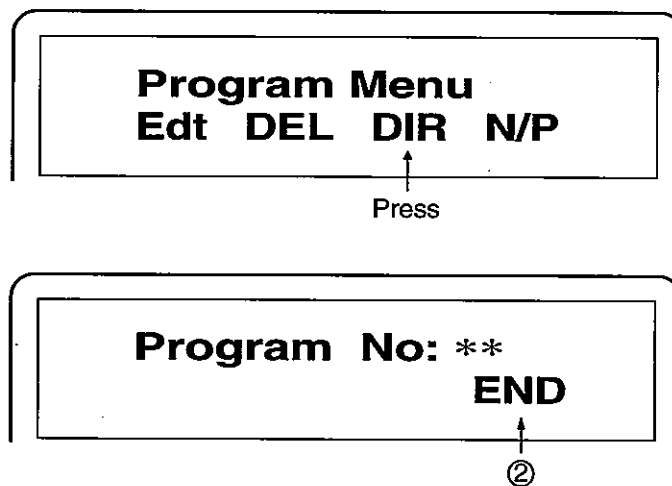 Program Menu
Edt DEL DIR N/P
Press
Program No: **
END
②